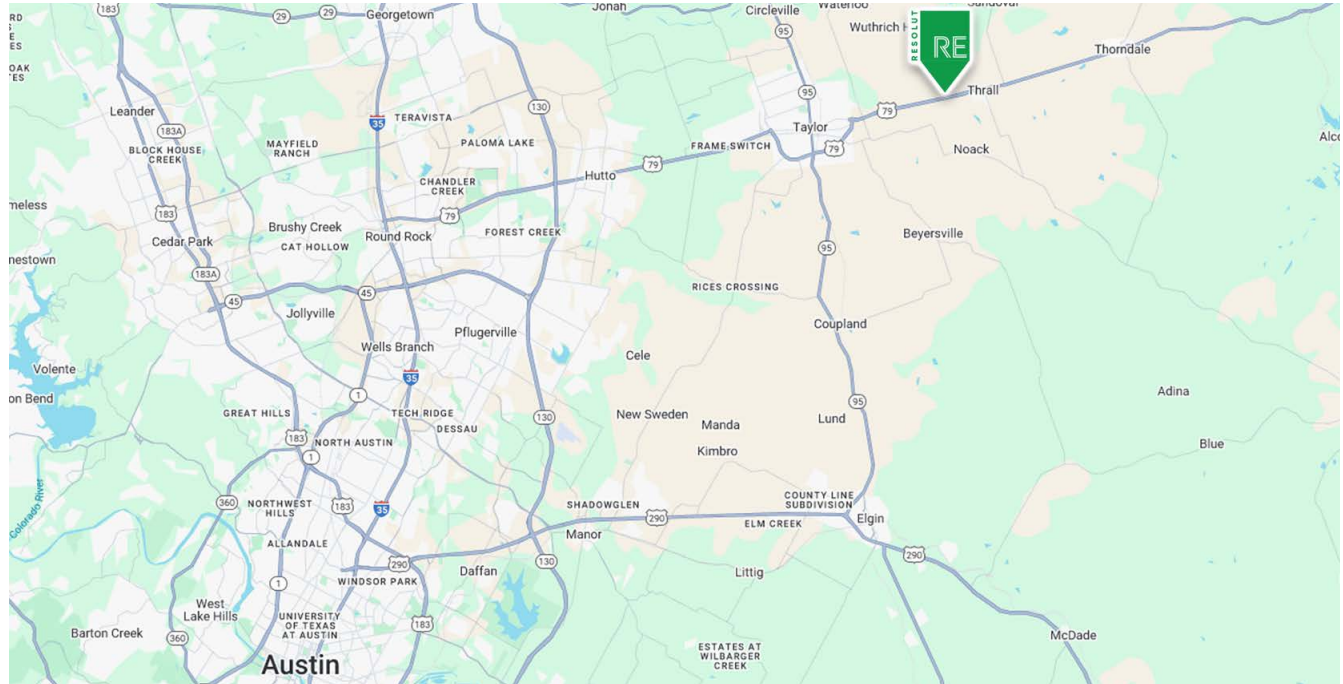 183
29
29
Georgetown
Jonah
Circleville
Waterloo
Sandoval
95
Wuthrich H
RESOLUT
RE
Thorndale
OAK
Leander
183A
35
TERAVISTA
130
95
79
Thrall
Taylor
BLOCK HOUSE
CREEK
MAYFIELD
RANCH
PALOMA LAKE
FRAME SWITCH
79
Noack
79
Hutto
CHANDLER
CREEK
meless
183
Brushy Creek
79
Cedar Park
CAT HOLLOW
Round Rock
FOREST CREEK
Beyersville
95
nestown
183A
45
45
RICES CROSSING
Jollyville
Pflugerville
Coupland
Wells Branch
Cele
Volente
35
on Bend
1
Adina
GREAT HILLS
TECH RIDGE
130
95
New Sweden
Manda
Lund
DESSAU
183
NORTH AUSTIN
Kimbro
Blue
1
Colorado River
360
NORTHWEST
HILLS
183
35
SHADOWGLEN
290
COUNTY LINE
SUBDIVISION
ELM CREEK
Elgin
ALLANDALE
Manor
290
290
130
WINDSOR PARK
Daffan
Littig
1
West
Lake Hills
UNIVERSITY
OF TEXAS
AT AUSTIN
183
Barton Creek
360
McDade
ESTATES AT
WILBARGER
CREEK
Austin